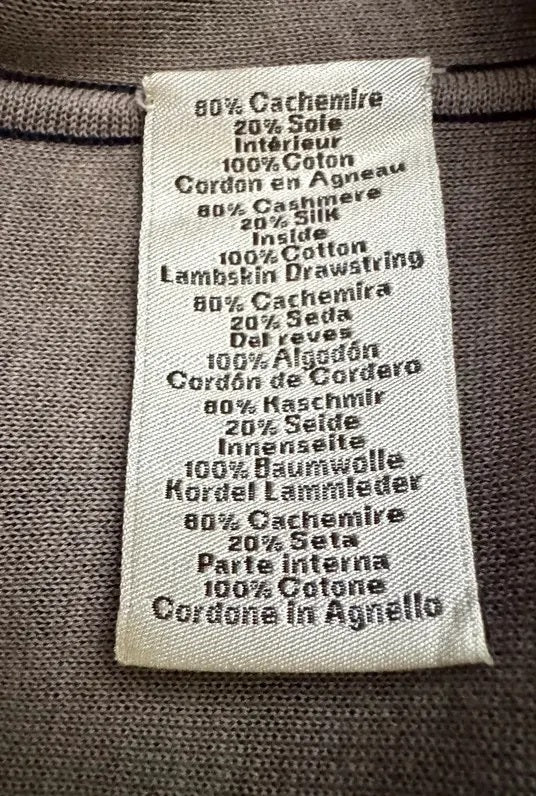 80% Cachemire
20% Soie
Intérieur
100% Coton
Cordon en Agneau
80% Cashmere
20% Silk
Inside
100% Cotton
Lambskin Drawstring
80% Cachemira
20% Seda
Del reves
100% Algodón
Cordón de Cordero
80% Kaschmir
20% Seide
Innenseite
100% Baumwolle
Kordel Lammleder
80% Cachemire
20% Seta
Parte interna
100% Cotone
Cordone in Agnello